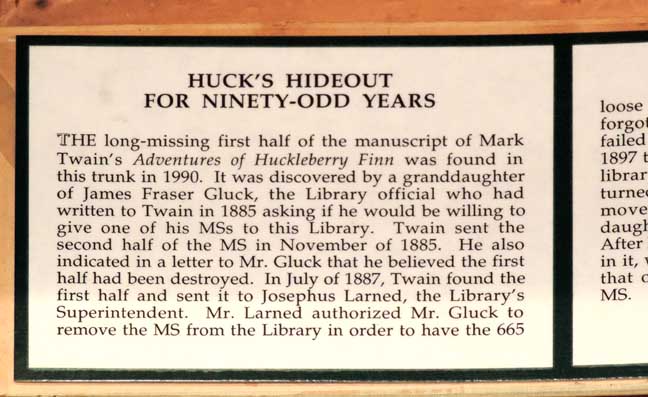 HUCK'S HIDEOUT
FOR NINETY-ODD YEARS
THE long-missing first half of the manuscript of Mark
Twain's Adventures of Huckleberry Finn was found in
this trunk in 1990. It was discovered by a granddaughter
of James Fraser Gluck, the Library official who had
written to Twain in 1885 asking if he would be willing to
give one of his MSs to this Library. Twain sent the
second half of the MS in November of 1885. He also
indicated in a letter to Mr. Gluck that he believed the first
half had been destroyed. In July of 1887, Twain found the
first half and sent it to Josephus Larned, the Library's
Superintendent. Mr. Larned authorized Mr. Gluck to
remove the MS from the Library in order to have the 665
loose
forgot
failed
1897 t
librar
turne
move
daugh
After
in it,
that o
MS.